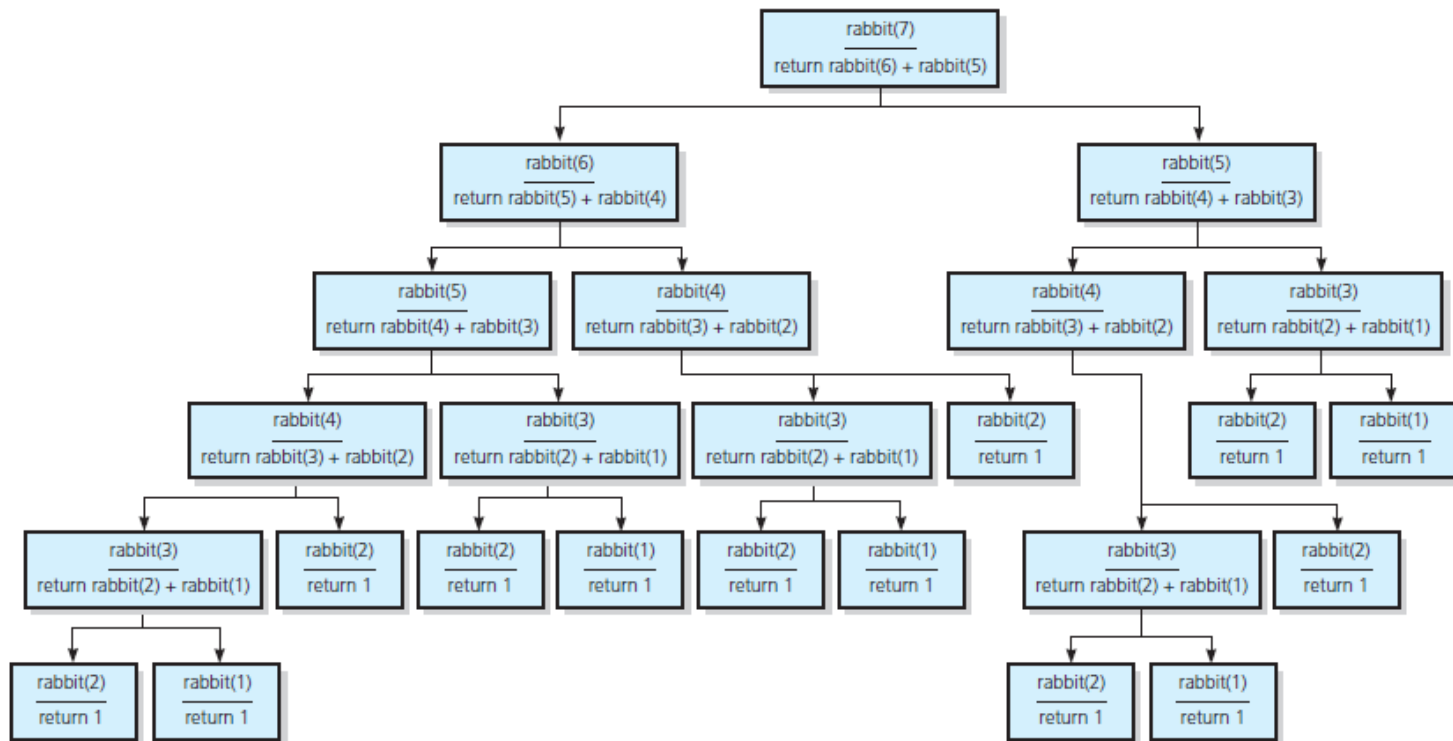 rabbit(7)
return rabbit(6) + rabbit(5)
rabbit(6)
return rabbit(5) + rabbit(4)
rabbit(5)
return rabbit(4) + rabbit(3)
rabbit(5)
return rabbit(4) + rabbit(3)
rabbit(4)
return rabbit(3) + rabbit(2)
rabbit(4)
return rabbit(3) + rabbit(2)
rabbit(3)
return rabbit(2) + rabbit(1)
rabbit(4)
return rabbit(3) + rabbit(2)
rabbit(3)
return rabbit(2) + rabbit(1)
rabbit(3)
return rabbit(2) + rabbit(1)
rabbit(2)
return 1
rabbit(2)
return 1
rabbit(1)
return 1
rabbit(3)
return rabbit(2) + rabbit(1)
rabbit(2)
return 1
rabbit(2)
return 1
rabbit(1)
return 1
rabbit(2)
return 1
rabbit(1)
return 1
rabbit(3)
return rabbit(2) + rabbit(1)
rabbit(2)
return 1
rabbit(2)
return 1
rabbit(1)
return 1
rabbit(2)
return 1
rabbit(1)
return 1